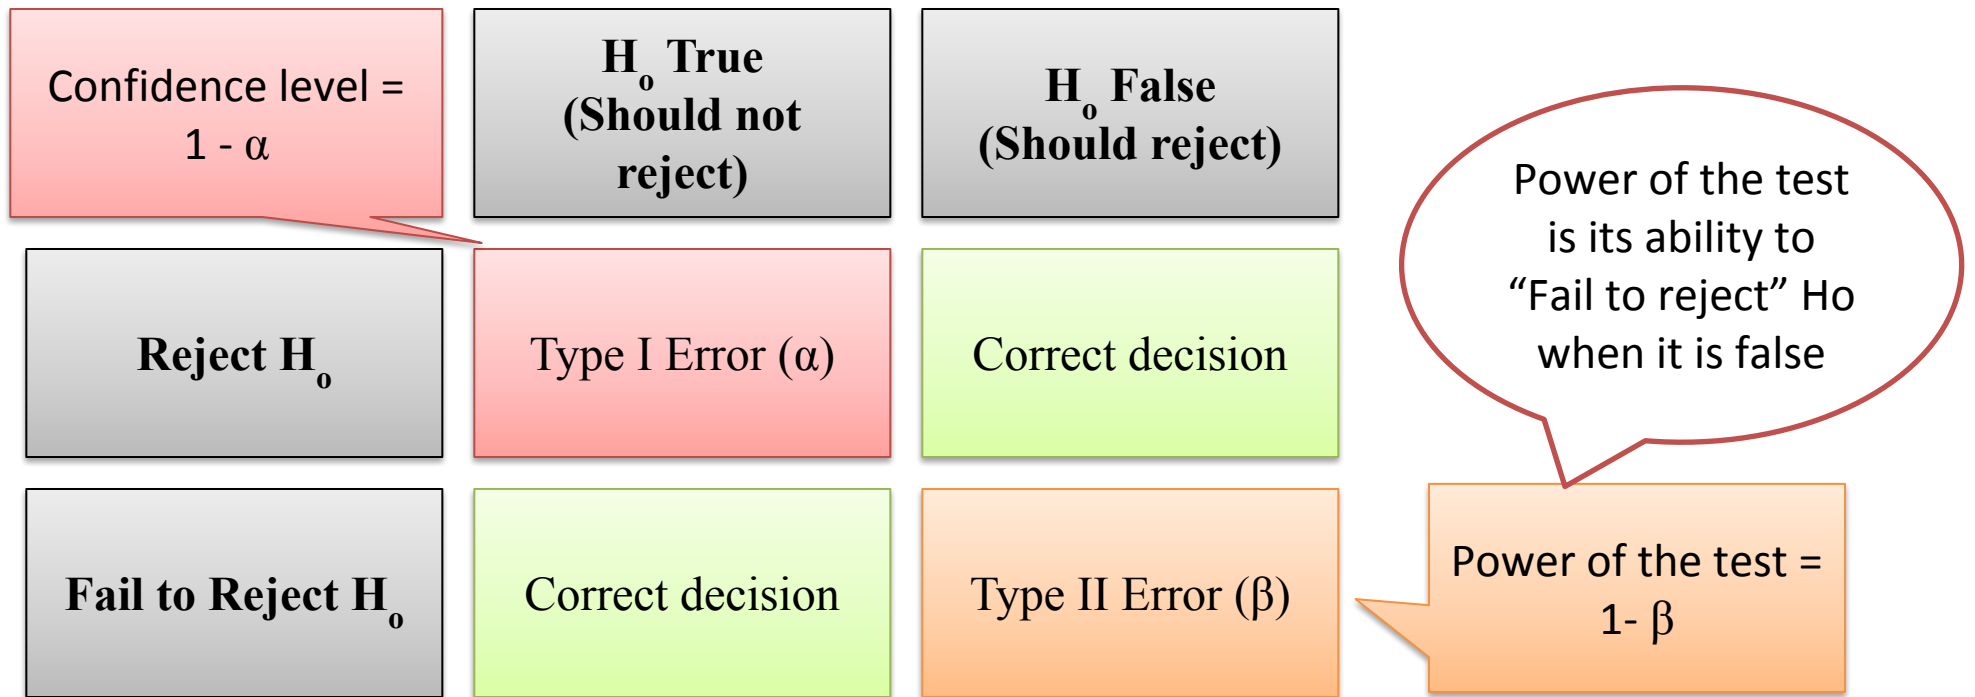 Confidence level =
1 - α
Hₒ True
(Should not
reject)
Hₒ False
(Should reject)
Power of the test
is its ability to
“Fail to reject” Ho
when it is false
Reject Hₒ
Type I Error (α)
Correct decision
Fail to Reject Hₒ
Correct decision
Type II Error (β)
Power of the test =
1- β